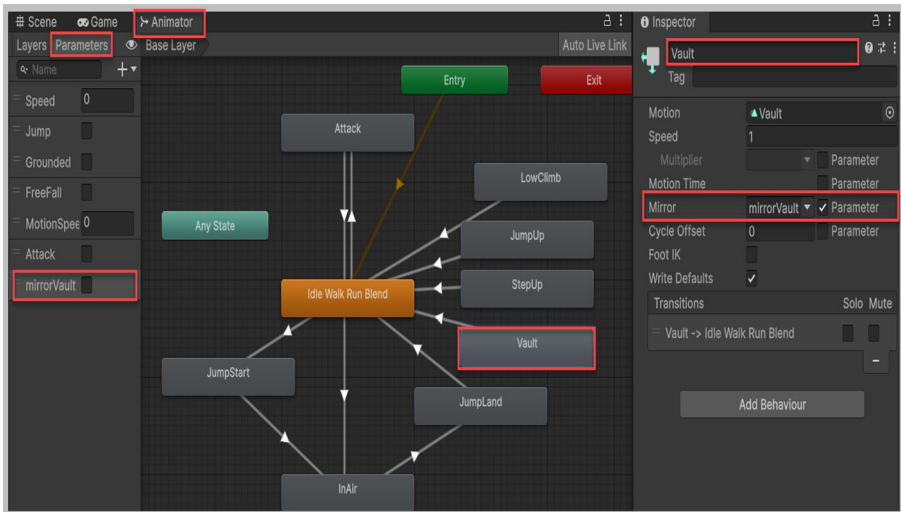 Scene Game Animator
Layers Parameters Base Layer Auto Live Link
Name
Speed 0
Jump
Grounded
FreeFall
MotionSpee 0
Attack
mirrorVault
Entry
Exit
Attack
LowClimb
Any State
JumpUp
Idle Walk Run Blend
StepUp
Vault
JumpStart
JumpLand
InAir
Inspector
Vault
Tag
Motion Vault
Speed 1
Multiplier Parameter
Motion Time Parameter
Mirror mirrorVault Parameter
Cycle Offset 0 Parameter
Foot IK
Write Defaults
Transitions Solo Mute
Vault -> Idle Walk Run Blend
Add Behaviour